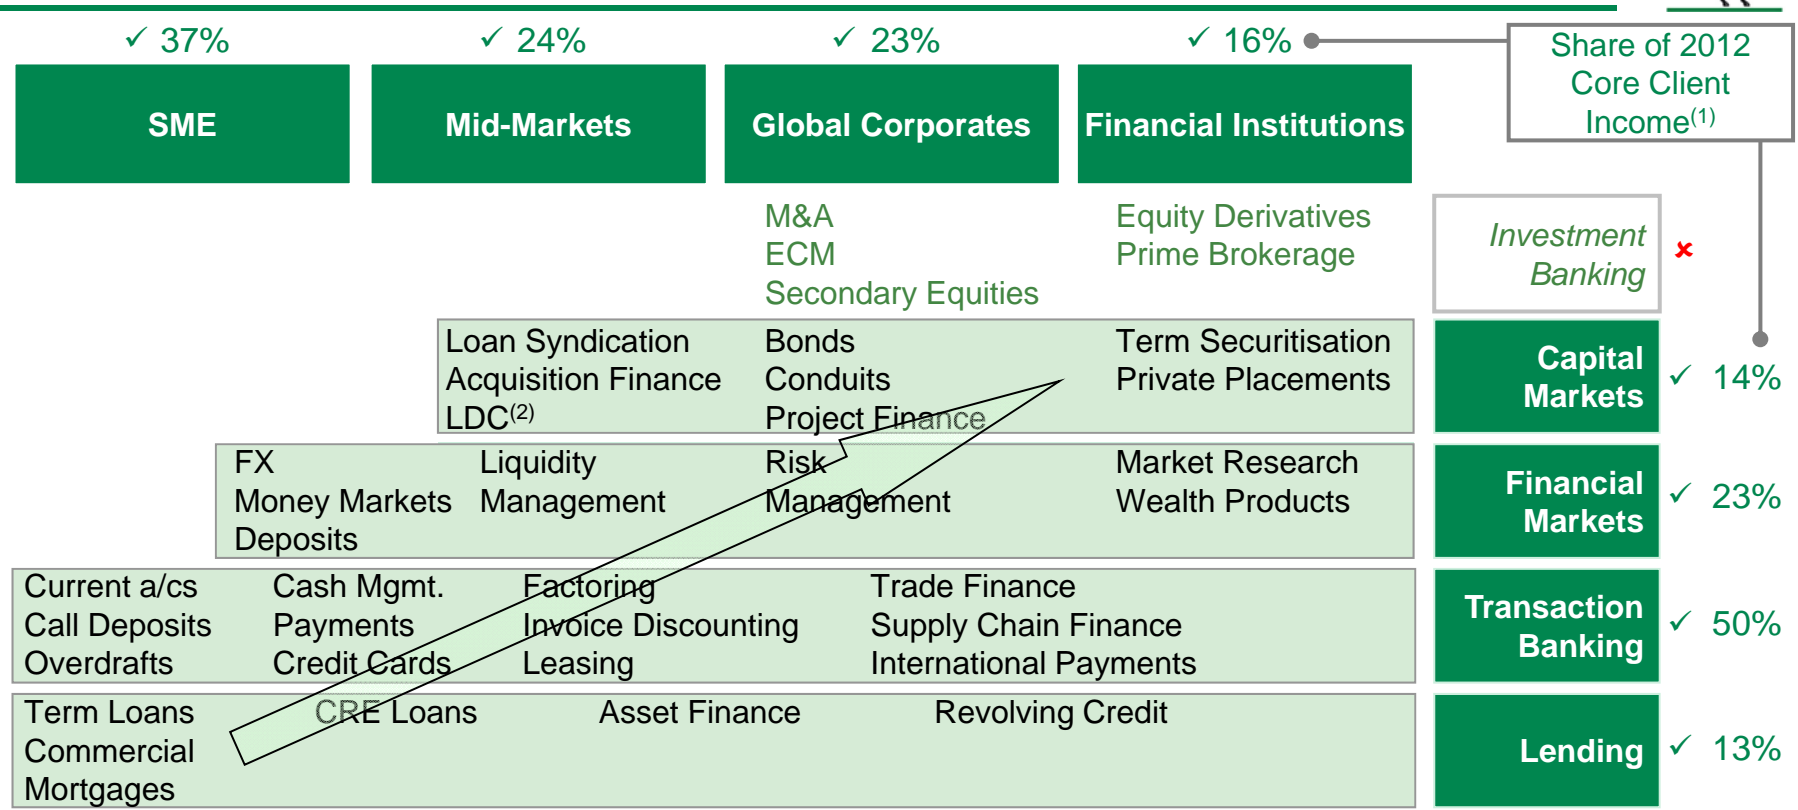 ✓ 37%
✓ 24%
✓ 23%
✓ 16%
Share of 2012
Core Client
Income(1)
SME
Mid-Markets
Global Corporates
Financial Institutions
M&A
ECM
Secondary Equities
Equity Derivatives
Prime Brokerage
Investment
Banking
✘
Loan Syndication
Acquisition Finance
LDC(2)
Bonds
Conduits
Project Finance
Term Securitisation
Private Placements
Capital
Markets
✓ 14%
FX
Money Markets
Deposits
Liquidity
Management
Risk
Management
Market Research
Wealth Products
Financial
Markets
✓ 23%
Current a/cs
Call Deposits
Overdrafts
Cash Mgmt.
Payments
Credit Cards
Factoring
Invoice Discounting
Leasing
Trade Finance
Supply Chain Finance
International Payments
Transaction
Banking
✓ 50%
Term Loans
Commercial
Mortgages
CRE Loans
Asset Finance
Revolving Credit
Lending
✓ 13%